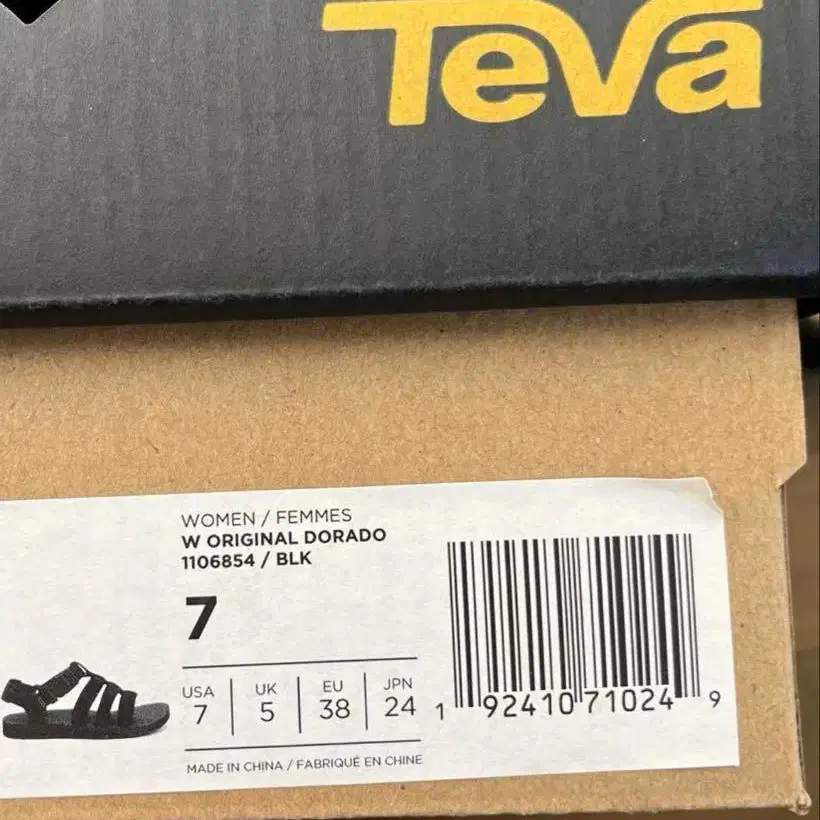 Teva
WOMEN / FEMMES
W ORIGINAL DORADO
1106854 / BLK
7
USA UK EU JPN
7 5 38 24
MADE IN CHINA / FABRIQUÉ EN CHINE
1 92410 71024 9